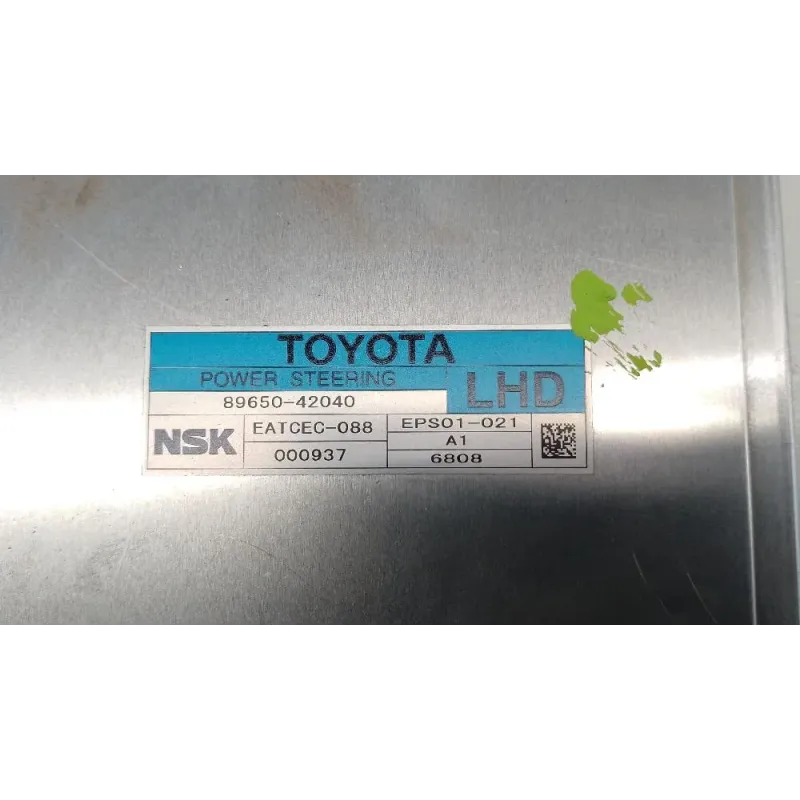 TOYOTA
POWER STEERING
LHD
89650-42040
NSK
EATCEC-088
EPS01-021
A1
000937
6808